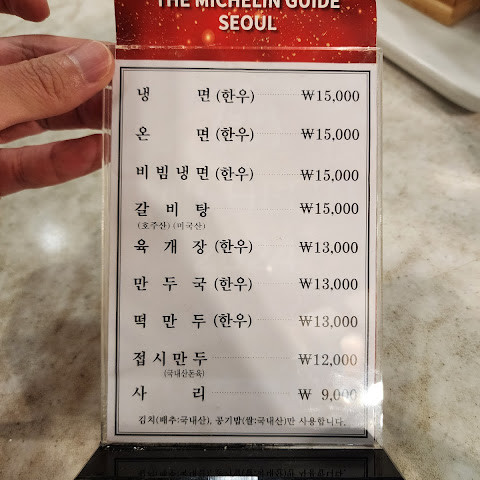 THE MICHELIN GUIDE
SEOUL
냉 면 (한우) ₩15,000
온 면 (한우) ₩15,000
비빔냉면 (한우) ₩15,000
갈 비 탕 ₩15,000
(호주산) (미국산)
육 개 장 (한우) ₩13,000
만 두 국 (한우) ₩13,000
떡 만 두 (한우) ₩13,000
접시만두 ₩12,000
(국내산돈육)
사 리 ₩ 9,000
김치(배추:국내산), 공기밥(쌀:국내산)만 사용합니다.